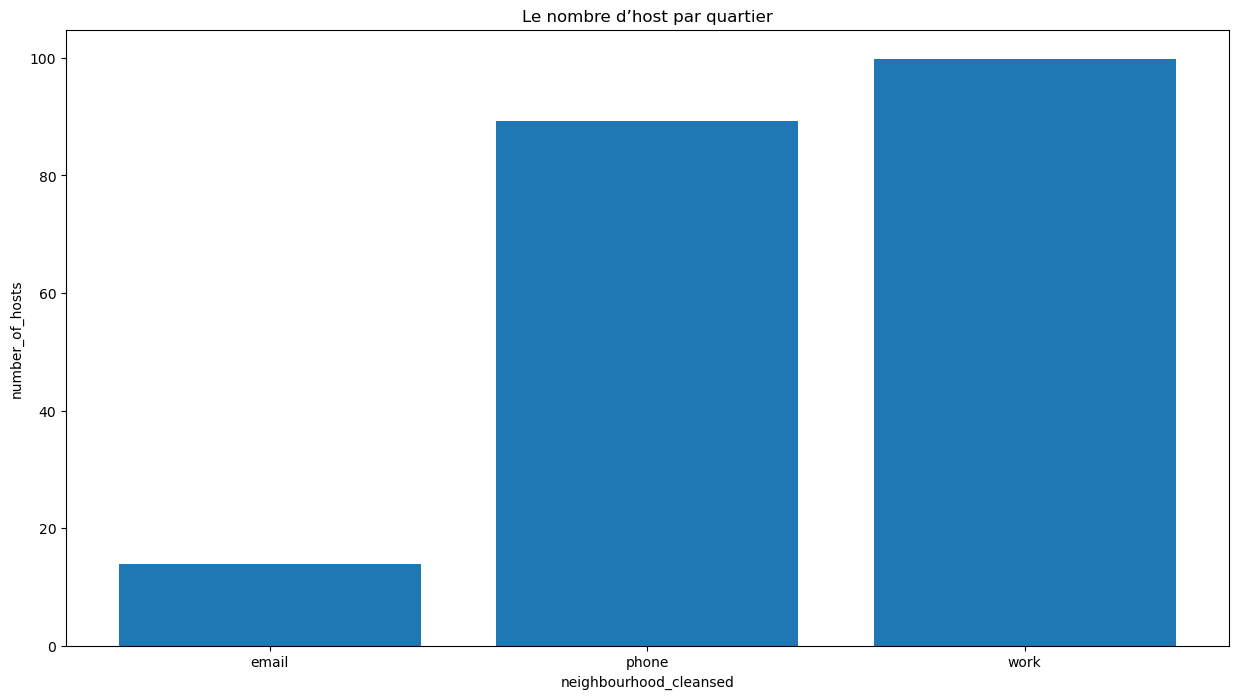 Le nombre d’host par quartier
100
80
60
40
20
0
number_of_hosts
email phone work
neighbourhood_cleansed